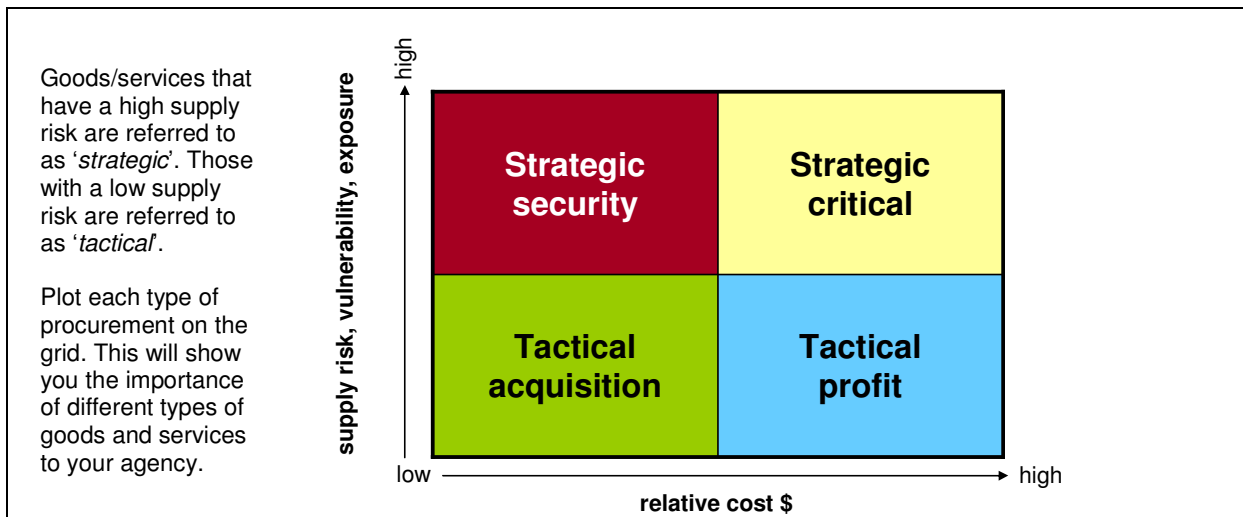 Goods/services that
have a high supply
risk are referred to
as ‘strategic’. Those
with a low supply
risk are referred to
as ‘tactical’.
Plot each type of
procurement on the
grid. This will show
you the importance
of different types of
goods and services
to your agency.
supply risk, vulnerability, exposure
high
Strategic
security
Strategic
critical
Tactical
acquisition
Tactical
profit
low
high
relative cost $